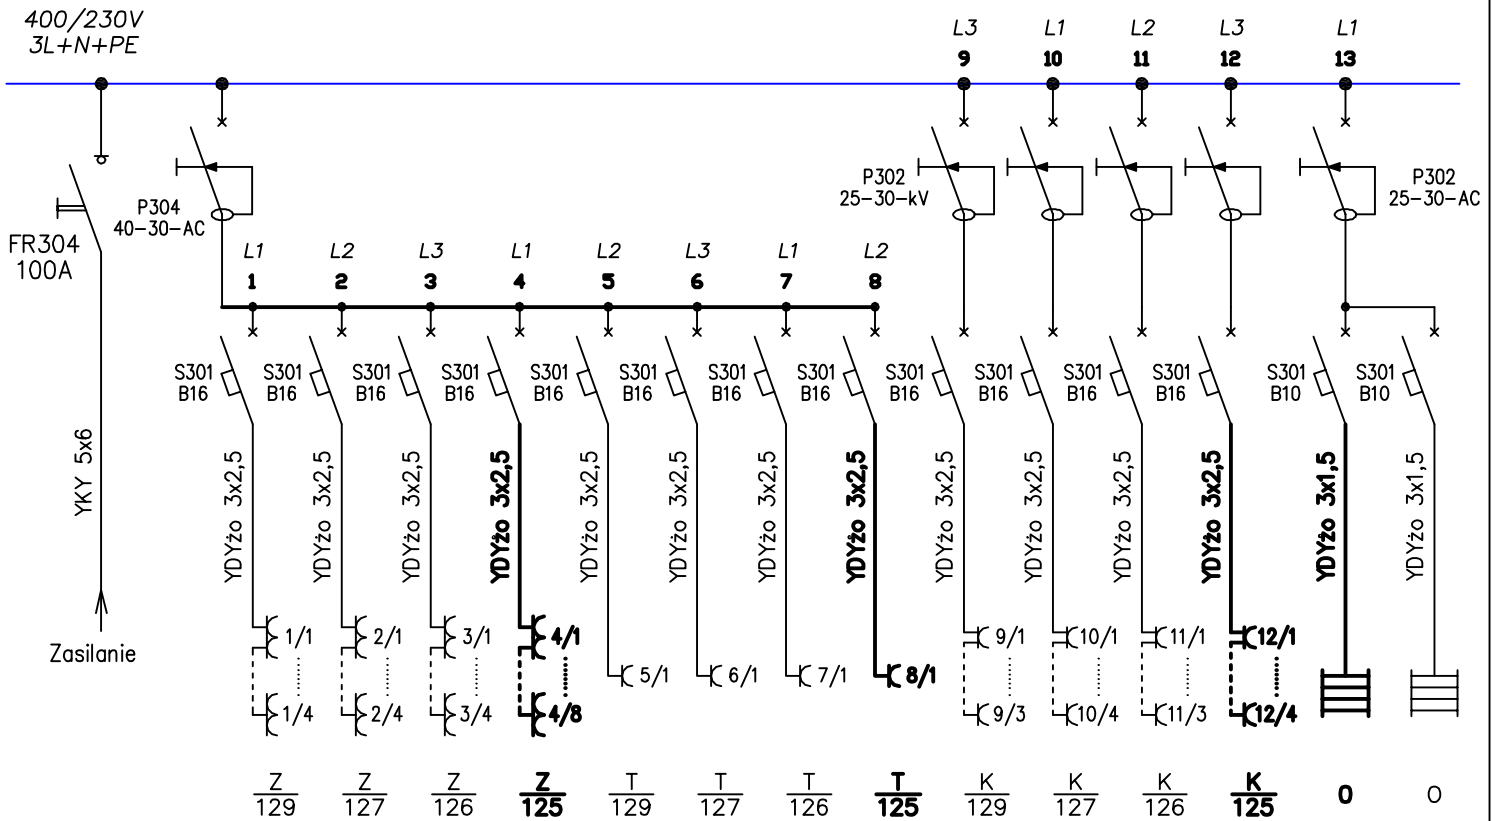 400/230V
3L+N+PE
L3 L1 L2 L3 L1
9 10 11 12 13
P304
40-30-AC
P302
25-30-kV
P302
25-30-AC
FR304
100A
L1 L2 L3 L1 L2 L3 L1 L2
1 2 3 4 5 6 7 8
S301 S301 S301 S301 S301 S301 S301 S301 S301 S301 S301 S301 S301 S301
B16 B16 B16 B16 B16 B16 B16 B16 B16 B16 B16 B16 B10 B10
YKY 5x6
YDYżo 3x2,5
YDYżo 3x2,5
YDYżo 3x2,5
YDYżo 3x2,5
YDYżo 3x2,5
YDYżo 3x2,5
YDYżo 3x2,5
YDYżo 3x2,5
YDYżo 3x2,5
YDYżo 3x2,5
YDYżo 3x2,5
YDYżo 3x2,5
YDYżo 3x1,5
YDYżo 3x1,5
Zasilanie
1/1 2/1 3/1 4/1 9/1 10/1 11/1 12/1
5/1 6/1 7/1 8/1
1/4 2/4 3/4 4/8 9/3 10/4 11/3 12/4
Z Z Z Z T T T T K K K K
129 127 126 125 129 127 126 125 129 127 126 125
O O